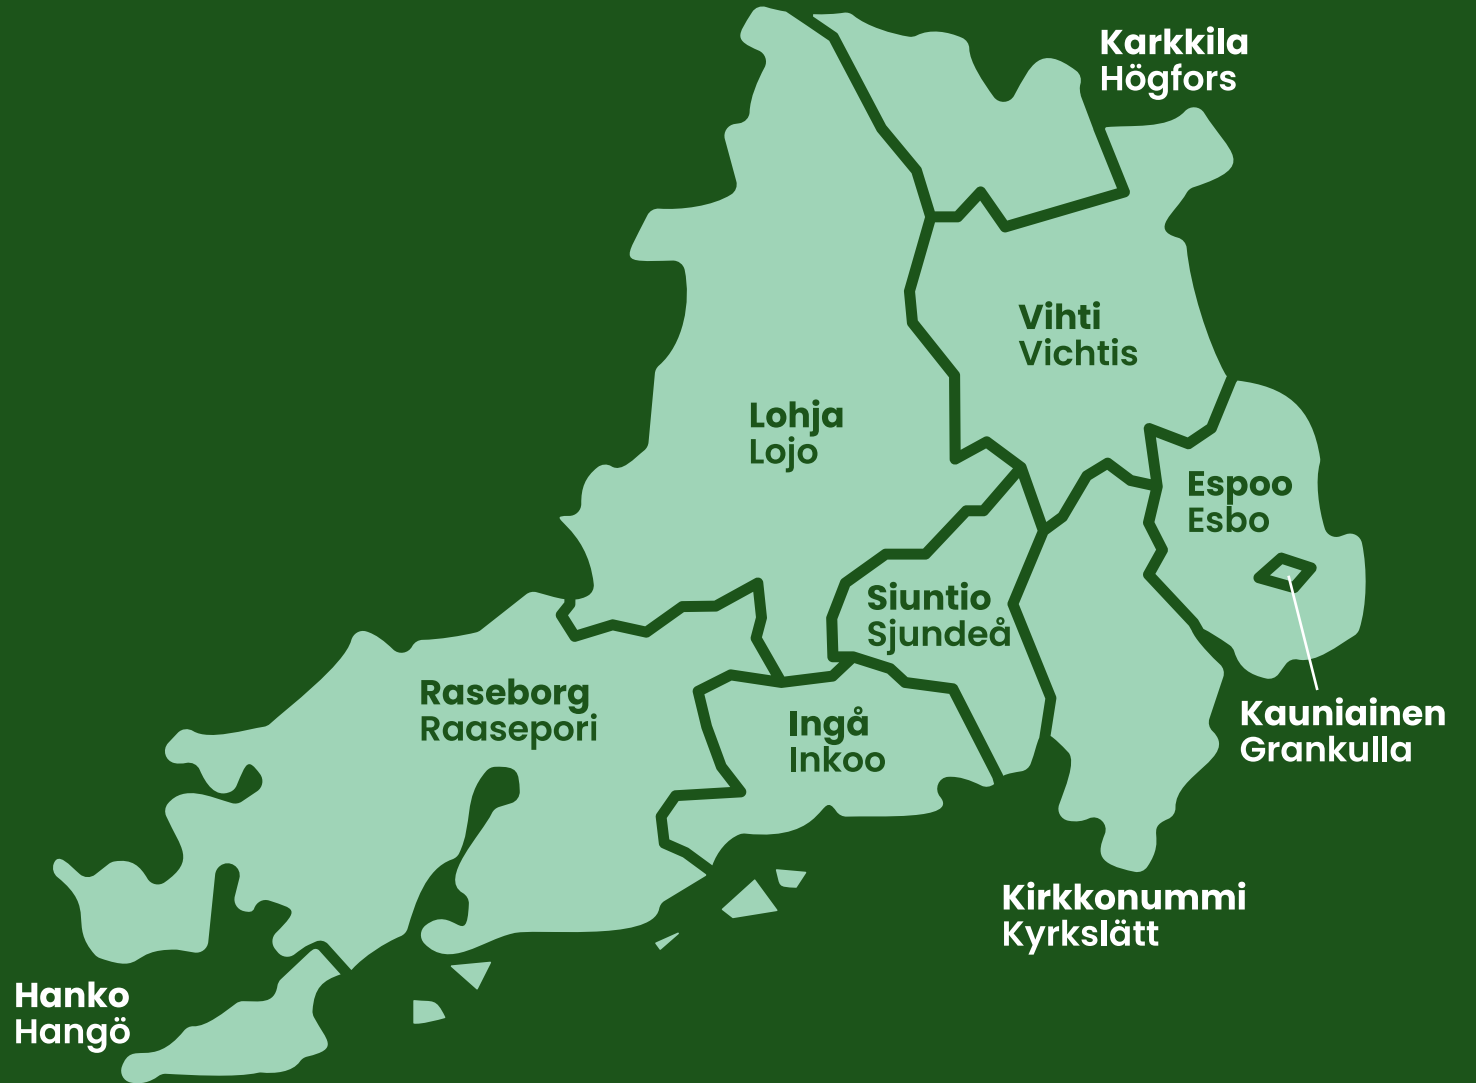 Karkkila
Högfors
Vihti
Vichtis
Lohja
Lojo
Espoo
Esbo
Siuntio
Sjundeå
Raseborg
Raasepori
Ingå
Inkoo
Kauniainen
Grankulla
Kirkkonummi
Kyrkslätt
Hanko
Hangö